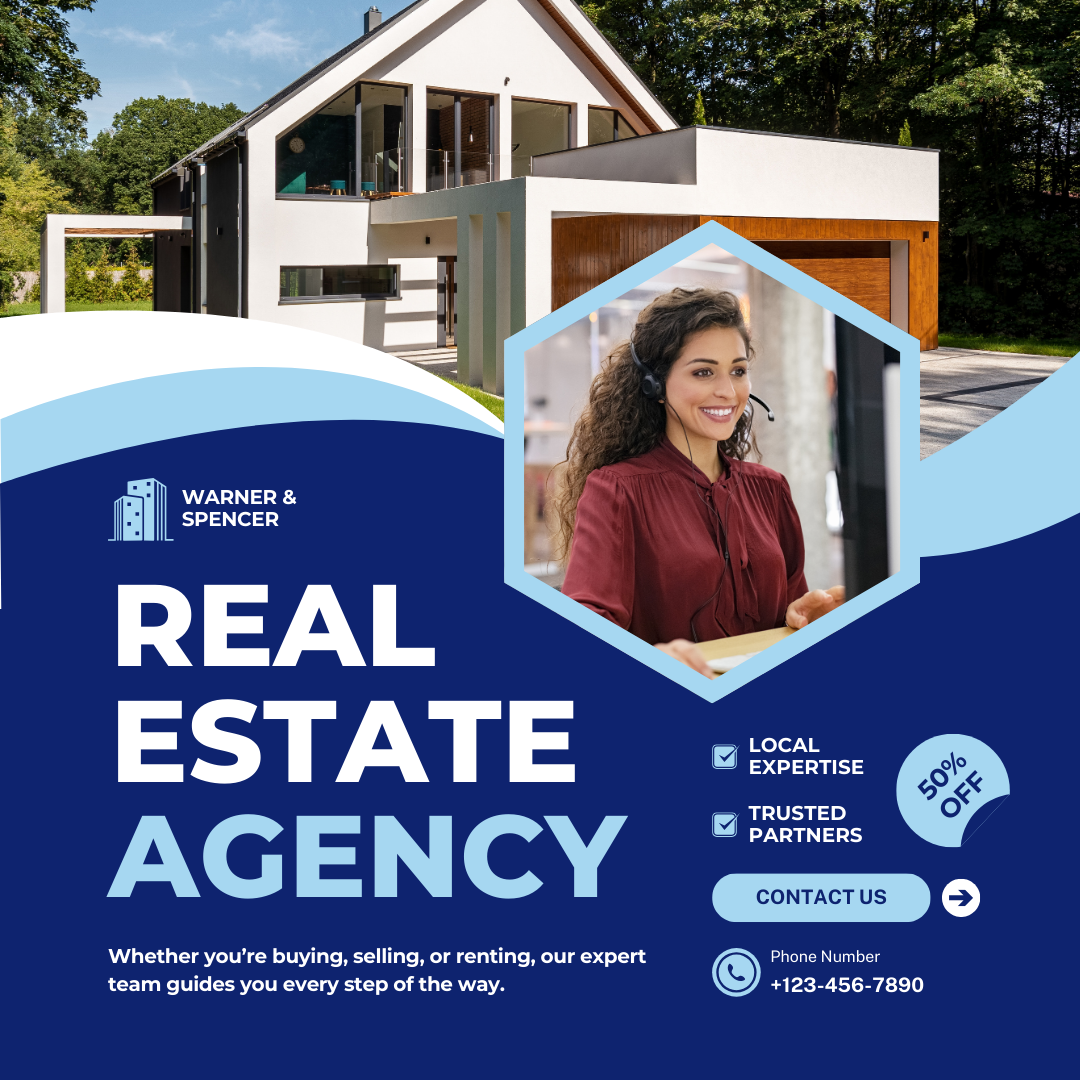 WARNER &
SPENCER
REAL
ESTATE
AGENCY
Whether you’re buying, selling, or renting, our expert
team guides you every step of the way.
LOCAL
EXPERTISE
TRUSTED
PARTNERS
50%
OFF
CONTACT US
Phone Number
+123-456-7890